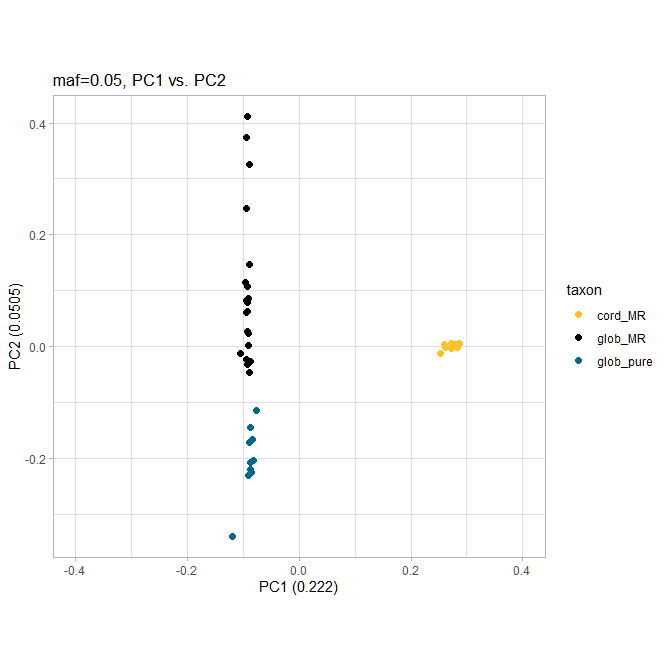 maf=0.05, PC1 vs. PC2
0.4
0.2
0.0
-0.2
PC2 (0.0505)
-0.4
-0.2
0.0
0.2
0.4
PC1 (0.222)
taxon
cord_MR
glob_MR
glob_pure